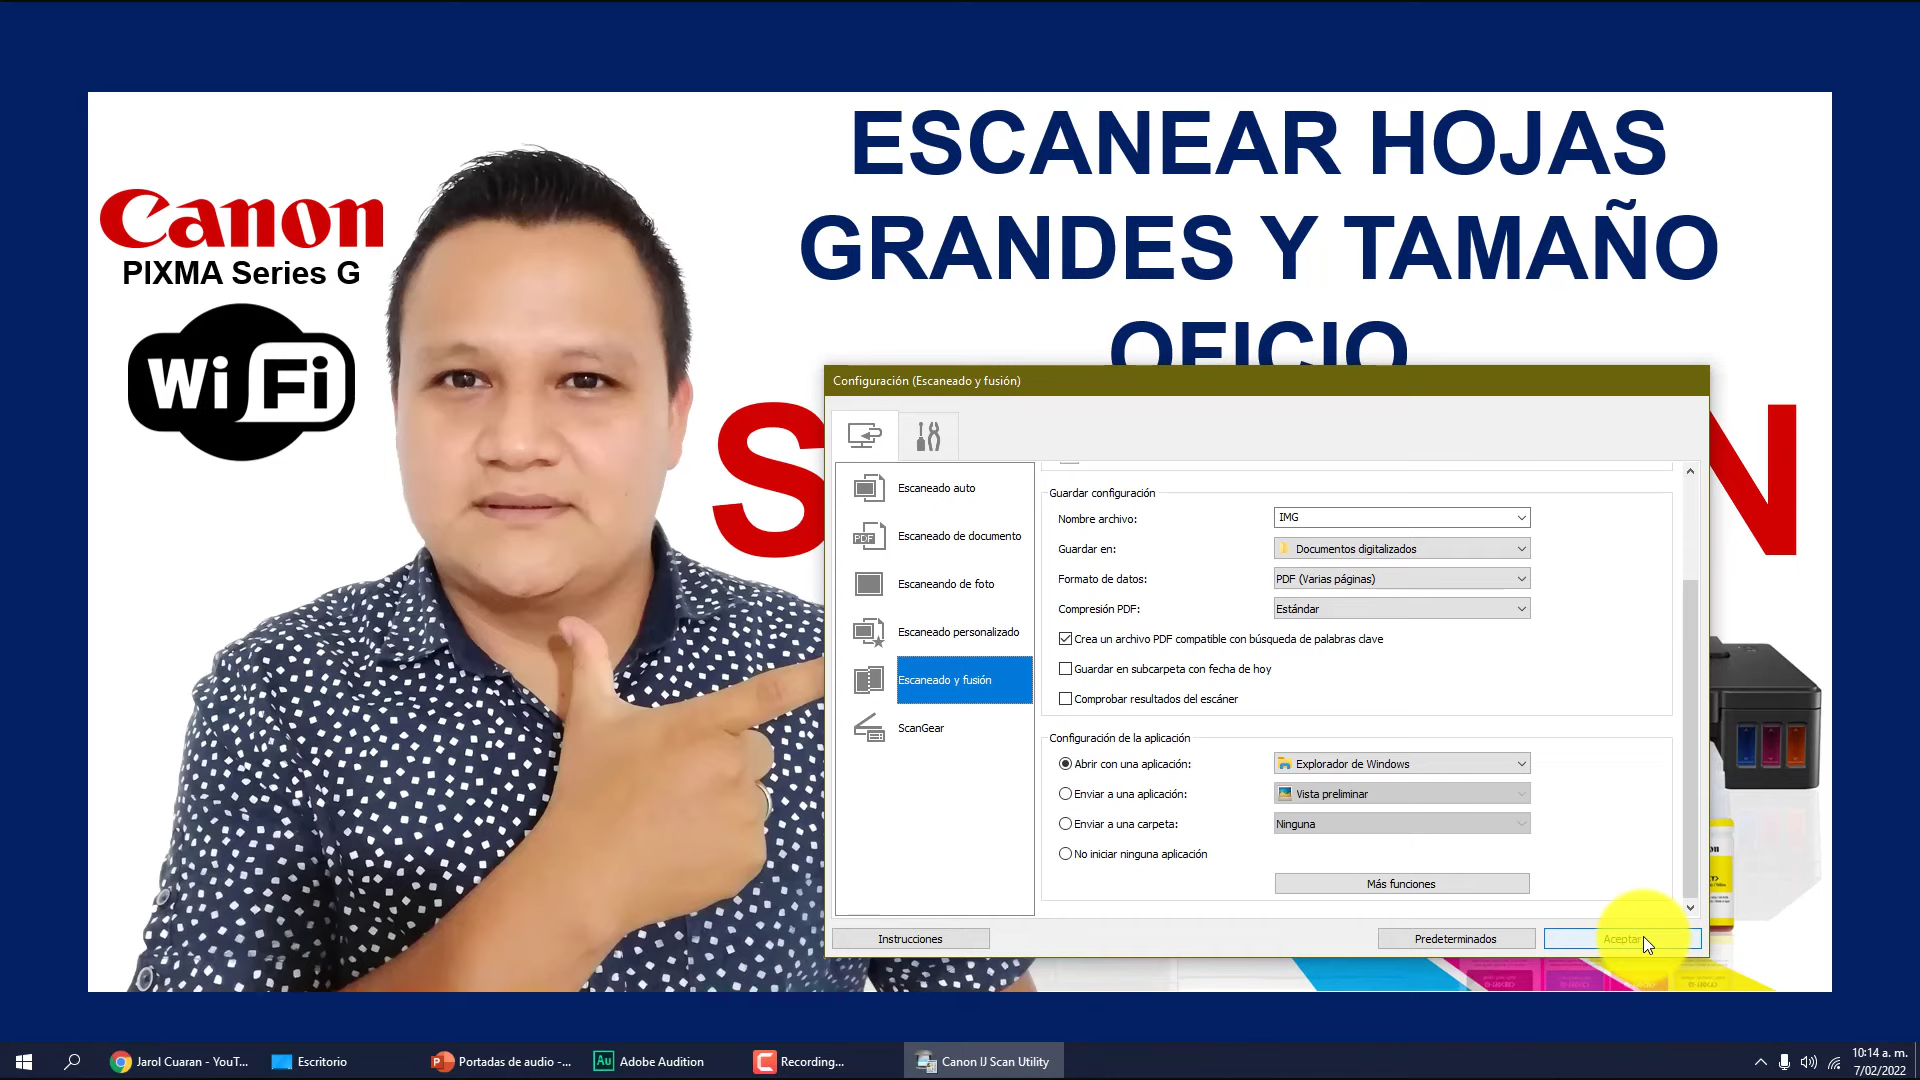 ESCANEAR HOJAS
GRANDES Y TAMAÑO
OFICIO
Canon
PIXMA Series G
Wi Fi
S
N
Configuración (Escaneado y fusión)
Escaneado auto
PDF
Escaneado de documento
Escaneando de foto
Escaneado personalizado
Escaneado y fusión
ScanGear
Guardar configuración
Nombre archivo:
IMG
Guardar en:
Documentos digitalizados
Formato de datos:
PDF (Varias páginas)
Compresión PDF:
Estándar
Crea un archivo PDF compatible con búsqueda de palabras clave
Guardar en subcarpeta con fecha de hoy
Comprobar resultados del escáner
Configuración de la aplicación
Abrir con una aplicación:
Explorador de Windows
Enviar a una aplicación:
Vista preliminar
Enviar a una carpeta:
Ninguna
No iniciar ninguna aplicación
Más funciones
Instrucciones
Predeterminados
Aceptar
Jarol Cuaran - YouT...
Escritorio
Portadas de audio -...
Au
Adobe Audition
Recording...
Canon IJ Scan Utility
10:14 a. m.
7/02/2022